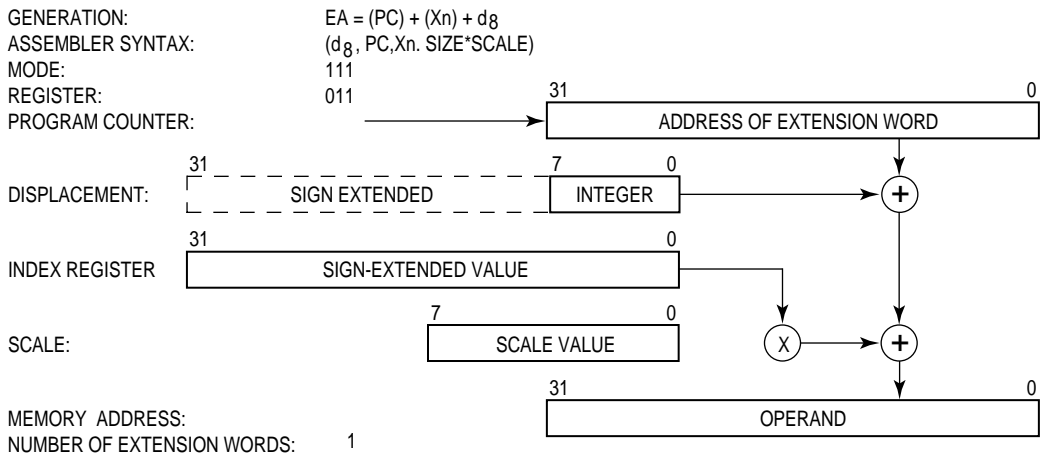 GENERATION: EA = (PC) + (Xn) + d8
ASSEMBLER SYNTAX: (d8, PC,Xn. SIZE*SCALE)
MODE: 111
REGISTER: 011
31 0
PROGRAM COUNTER: ADDRESS OF EXTENSION WORD
31 7 0
DISPLACEMENT: SIGN EXTENDED INTEGER +
31 0
INDEX REGISTER SIGN-EXTENDED VALUE
7 0
SCALE: SCALE VALUE X +
31 0
MEMORY ADDRESS: OPERAND
NUMBER OF EXTENSION WORDS: 1